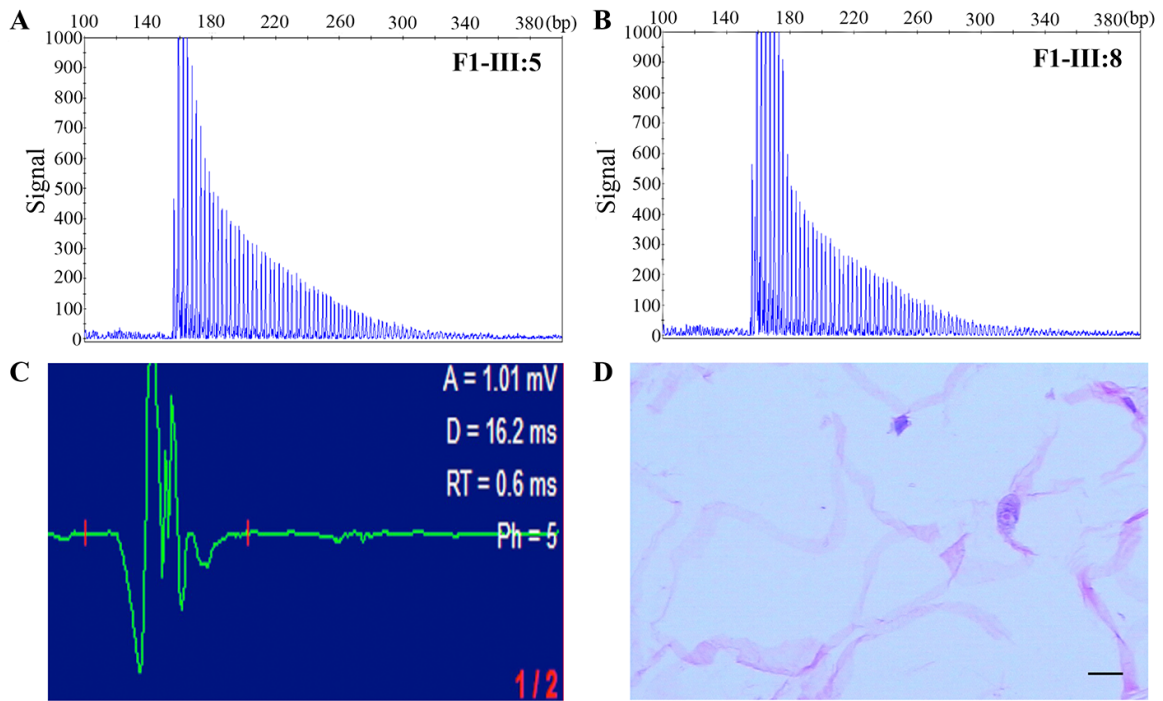 A
100 140 180 220 260 300 340 380(bp)
F1-III:5
1000
900
800
700
600
500
400
300
200
100
0
Signal
B
100 140 180 220 260 300 340 380(bp)
F1-III:8
1000
900
800
700
600
500
400
300
200
100
0
Signal
C
A = 1.01 mV
D = 16.2 ms
RT = 0.6 ms
Ph = 5
1 / 2
D